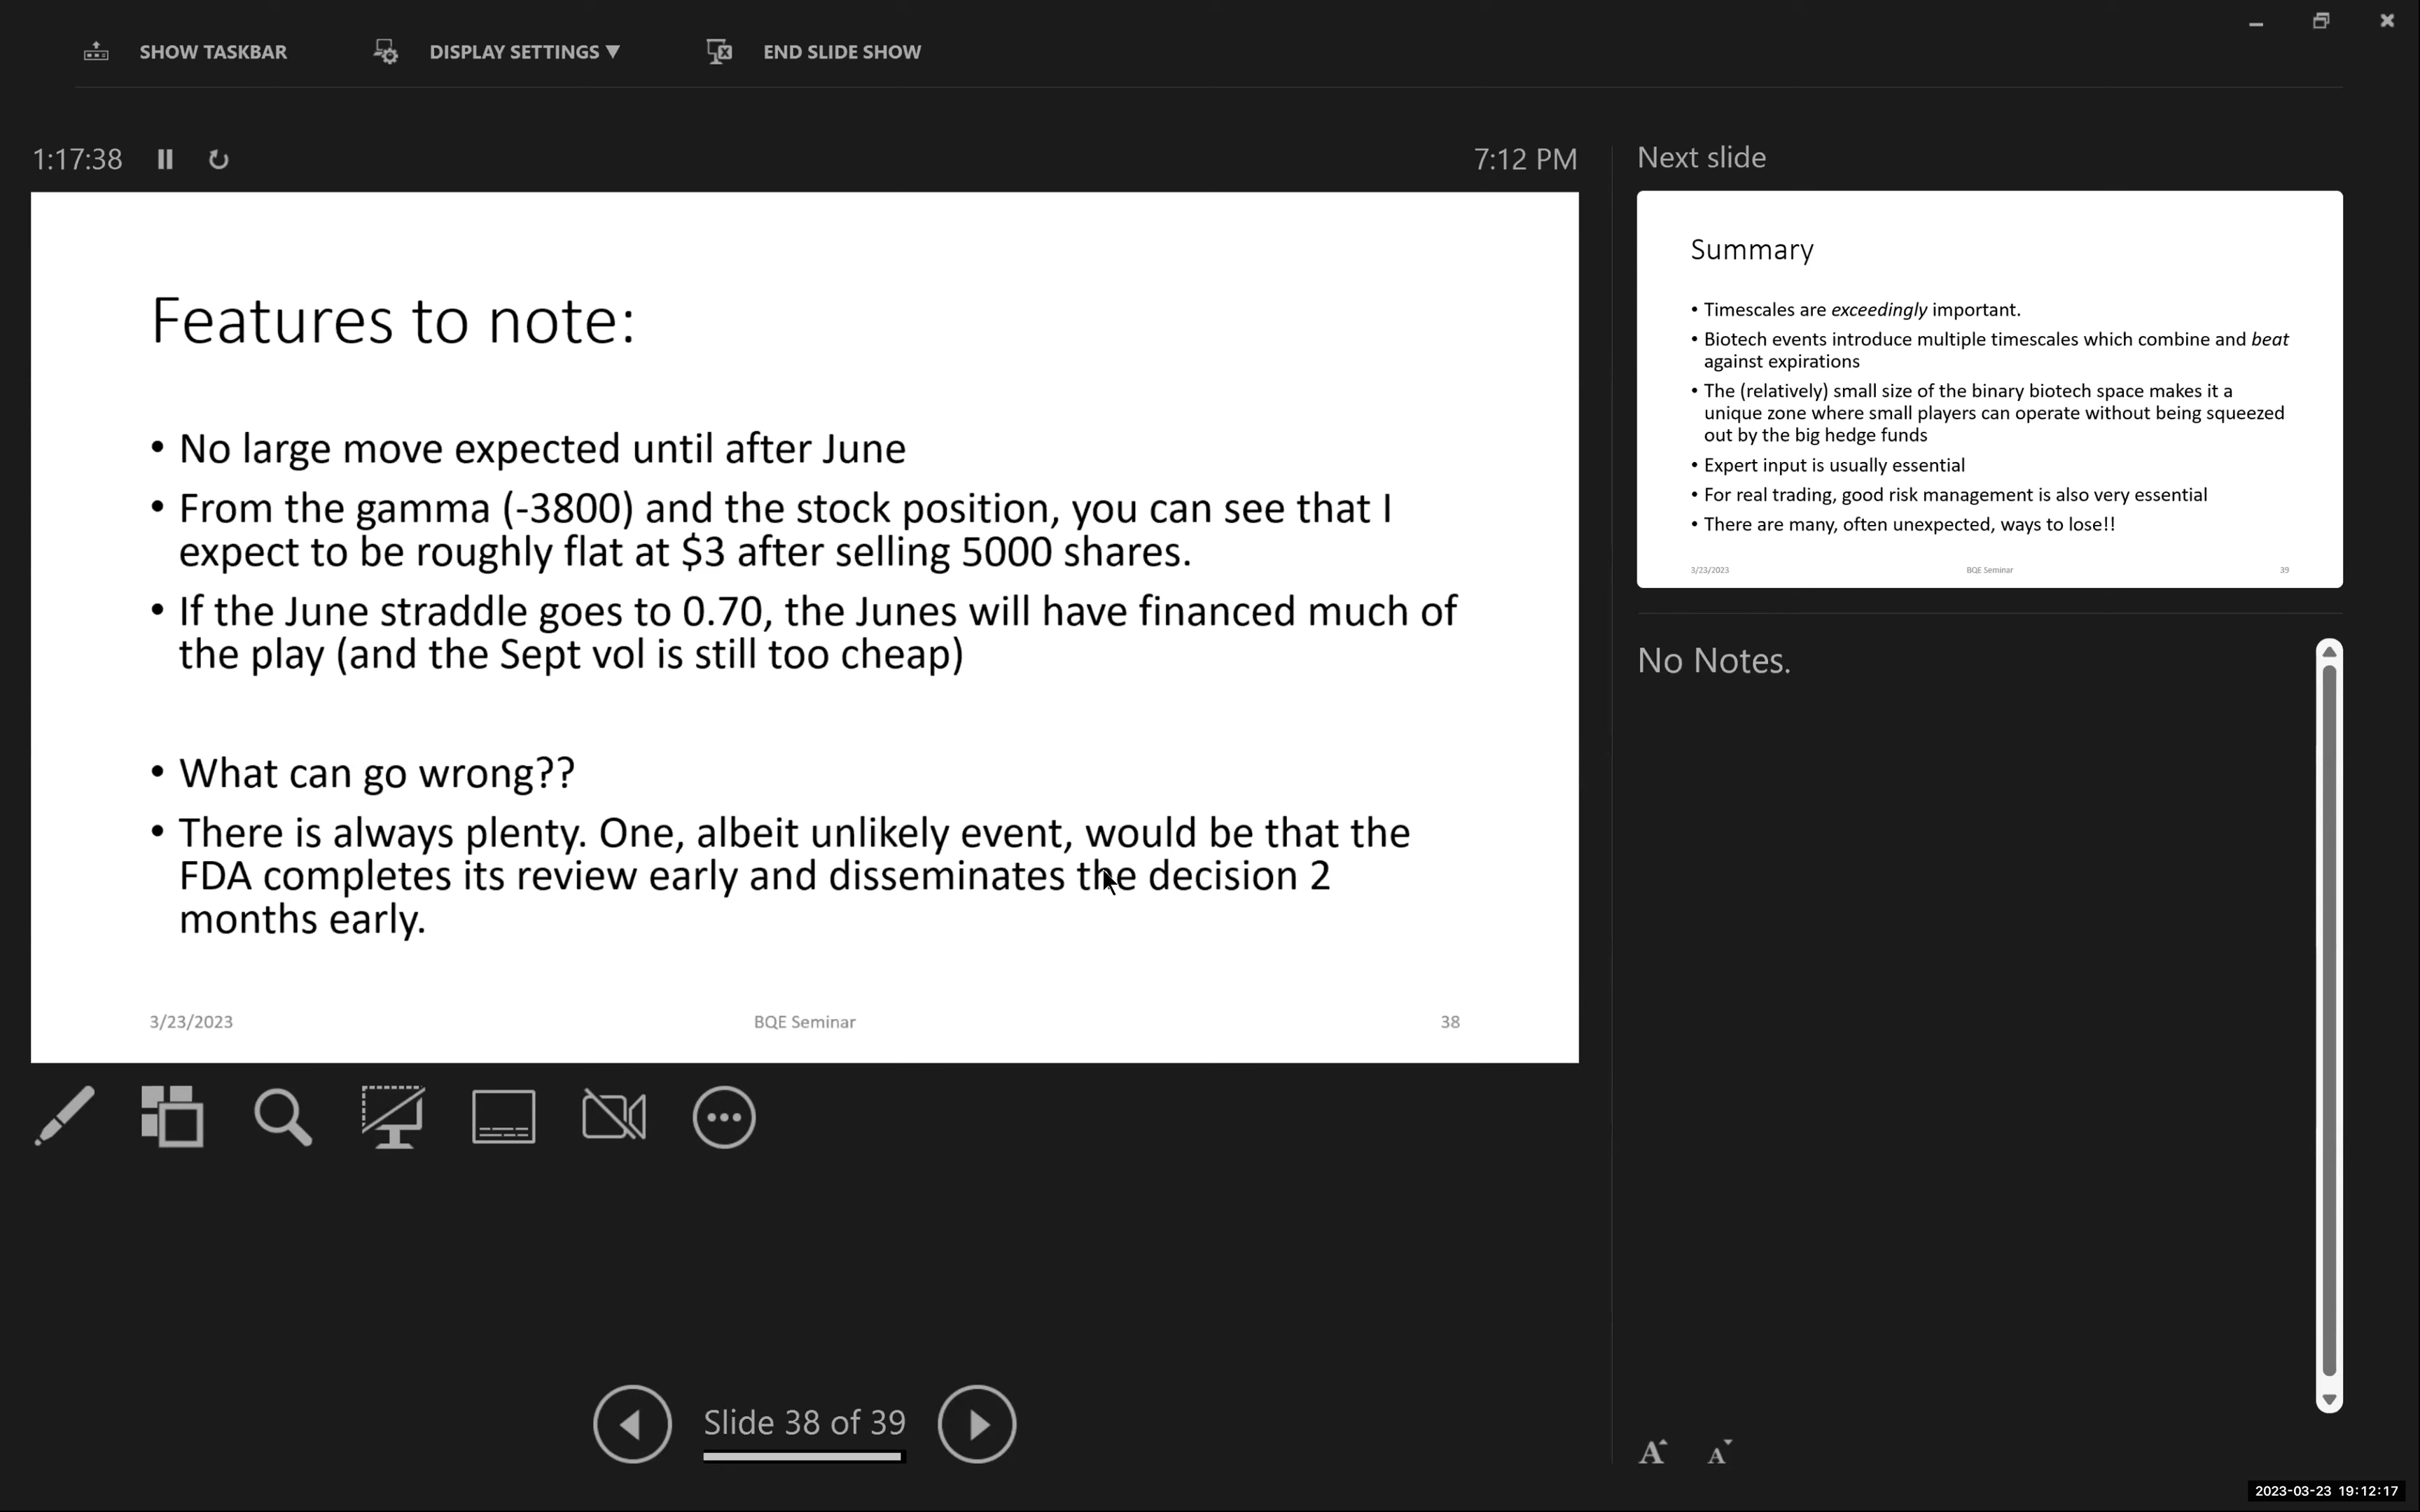 SHOW TASKBAR
DISPLAY SETTINGS ▼
END SLIDE SHOW
1:17:38
7:12 PM
Features to note:
• No large move expected until after June
• From the gamma (-3800) and the stock position, you can see that I
expect to be roughly flat at $3 after selling 5000 shares.
• If the June straddle goes to 0.70, the Junes will have financed much of
the play (and the Sept vol is still too cheap)
• What can go wrong??
• There is always plenty. One, albeit unlikely event, would be that the
FDA completes its review early and disseminates the decision 2
months early.
3/23/2023
BQE Seminar
38
Slide 38 of 39
Next slide
Summary
• Timescales are exceedingly important.
• Biotech events introduce multiple timescales which combine and beat
against expirations
• The (relatively) small size of the binary biotech space makes it a
unique zone where small players can operate without being squeezed
out by the big hedge funds
• Expert input is usually essential
• For real trading, good risk management is also very essential
• There are many, often unexpected, ways to lose!!
3/23/2023
BQE Seminar
39
No Notes.
A A
2023-03-23 19:12:17